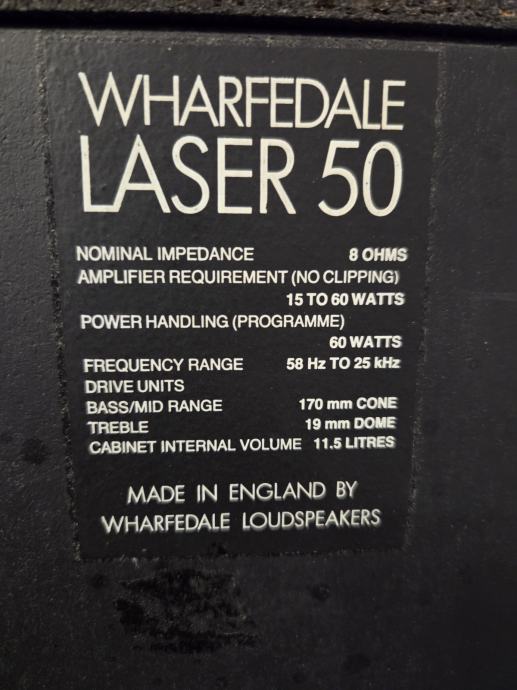 WHARFEDALE
LASER 50
NOMINAL IMPEDANCE 8 OHMS
AMPLIFIER REQUIREMENT (NO CLIPPING)
15 TO 60 WATTS
POWER HANDLING (PROGRAMME)
60 WATTS
FREQUENCY RANGE 58 Hz TO 25 kHz
DRIVE UNITS
BASS/MID RANGE 170 mm CONE
TREBLE 19 mm DOME
CABINET INTERNAL VOLUME 11.5 LITRES
MADE IN ENGLAND BY
WHARFEDALE LOUDSPEAKERS